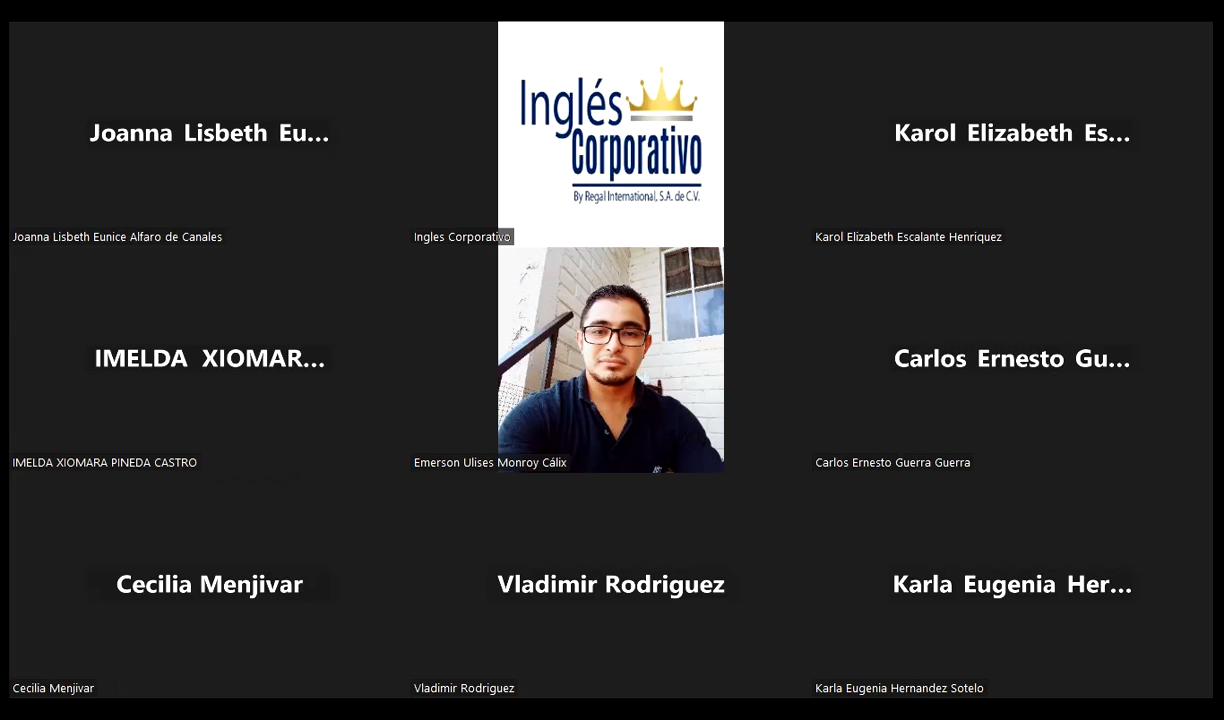 Joanna Lisbeth Eu...
Joanna Lisbeth Eunice Alfaro de Canales
Inglés
Corporativo
By Regal International, S.A. de C.V.
Ingles Corporativo
Karol Elizabeth Es...
Karol Elizabeth Escalante Henriquez
IMELDA XIOMAR...
IMELDA XIOMARA PINEDA CASTRO
Emerson Ulises Monroy Cálix
Carlos Ernesto Gu...
Carlos Ernesto Guerra Guerra
Cecilia Menjivar
Cecilia Menjivar
Vladimir Rodriguez
Vladimir Rodriguez
Karla Eugenia Her...
Karla Eugenia Hernandez Sotelo